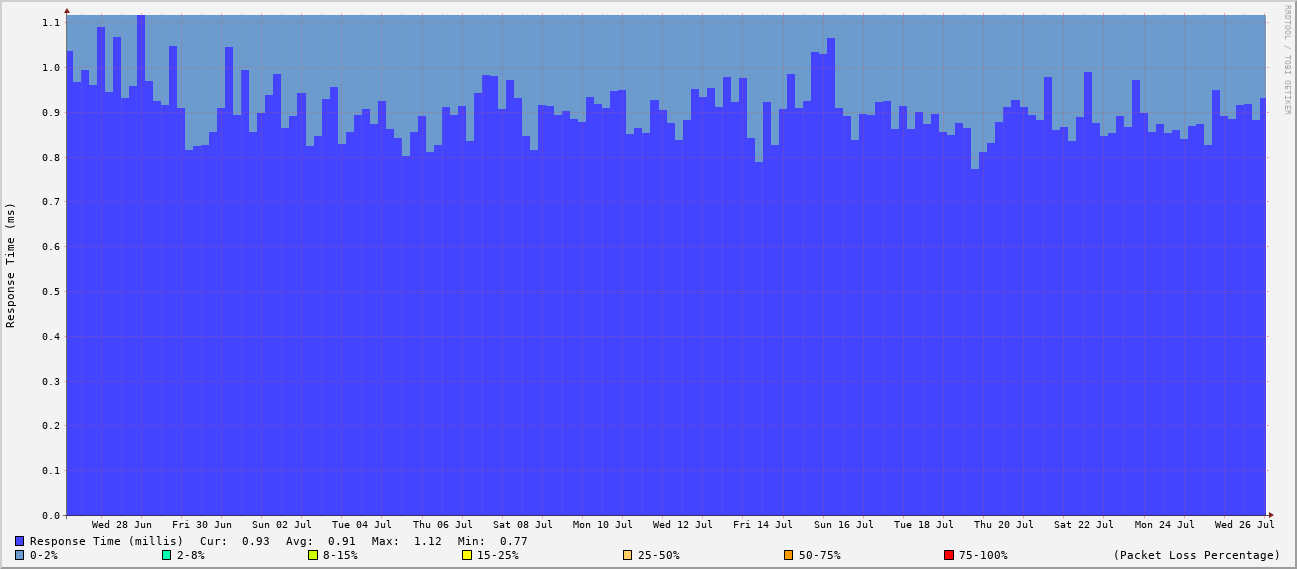 RRDTOOL / TOBI OETIKER
Response Time (ms)
1.1
1.0
0.9
0.8
0.7
0.6
0.5
0.4
0.3
0.2
0.1
0.0
Wed 28 Jun Fri 30 Jun Sun 02 Jul Tue 04 Jul Thu 06 Jul Sat 08 Jul Mon 10 Jul Wed 12 Jul Fri 14 Jul Sun 16 Jul Tue 18 Jul Thu 20 Jul Sat 22 Jul Mon 24 Jul Wed 26 Jul
Response Time (millis) Cur: 0.93 Avg: 0.91 Max: 1.12 Min: 0.77
0-2% 2-8% 8-15% 15-25% 25-50% 50-75% 75-100% (Packet Loss Percentage)